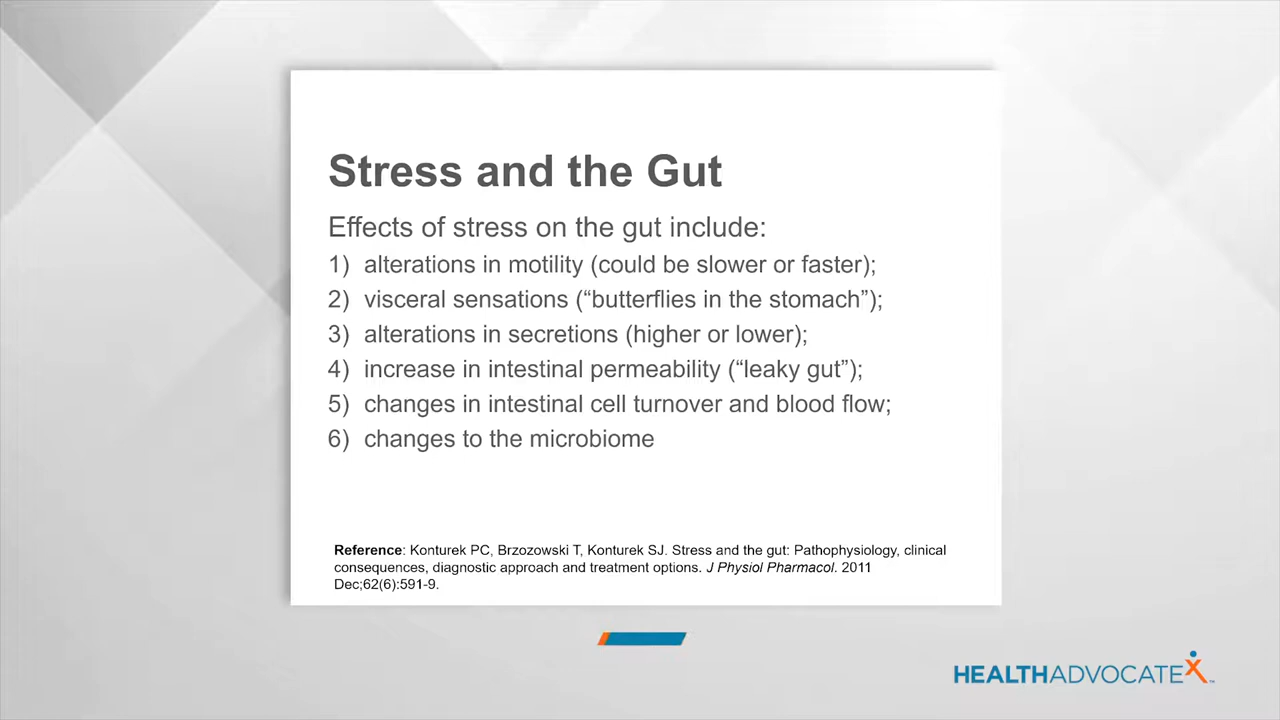 Stress and the Gut
Effects of stress on the gut include:
1) alterations in motility (could be slower or faster);
2) visceral sensations (“butterflies in the stomach”);
3) alterations in secretions (higher or lower);
4) increase in intestinal permeability (“leaky gut”);
5) changes in intestinal cell turnover and blood flow;
6) changes to the microbiome
Reference: Konturek PC, Brzozowski T, Konturek SJ. Stress and the gut: Pathophysiology, clinical
consequences, diagnostic approach and treatment options. J Physiol Pharmacol. 2011
Dec;62(6):591-9.
HEALTHADVOCATEX™